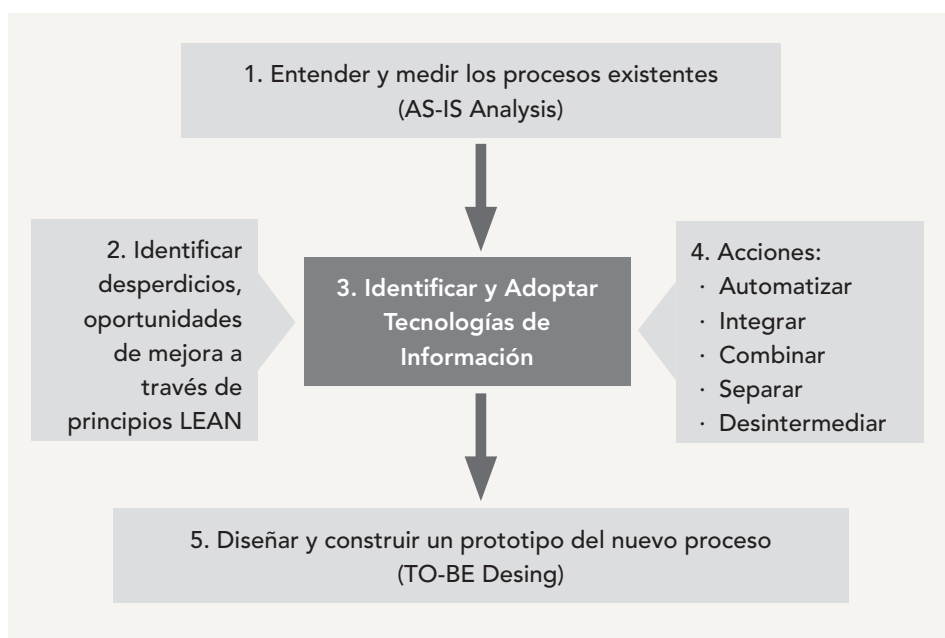 1. Entender y medir los procesos existentes
(AS-IS Analysis)
2. Identificar
desperdicios,
oportunidades
de mejora a
través de
principios LEAN
3. Identificar y Adoptar
Tecnologías de
Información
4. Acciones:
· Automatizar
· Integrar
· Combinar
· Separar
· Desintermediar
5. Diseñar y construir un prototipo del nuevo proceso
(TO-BE Desing)